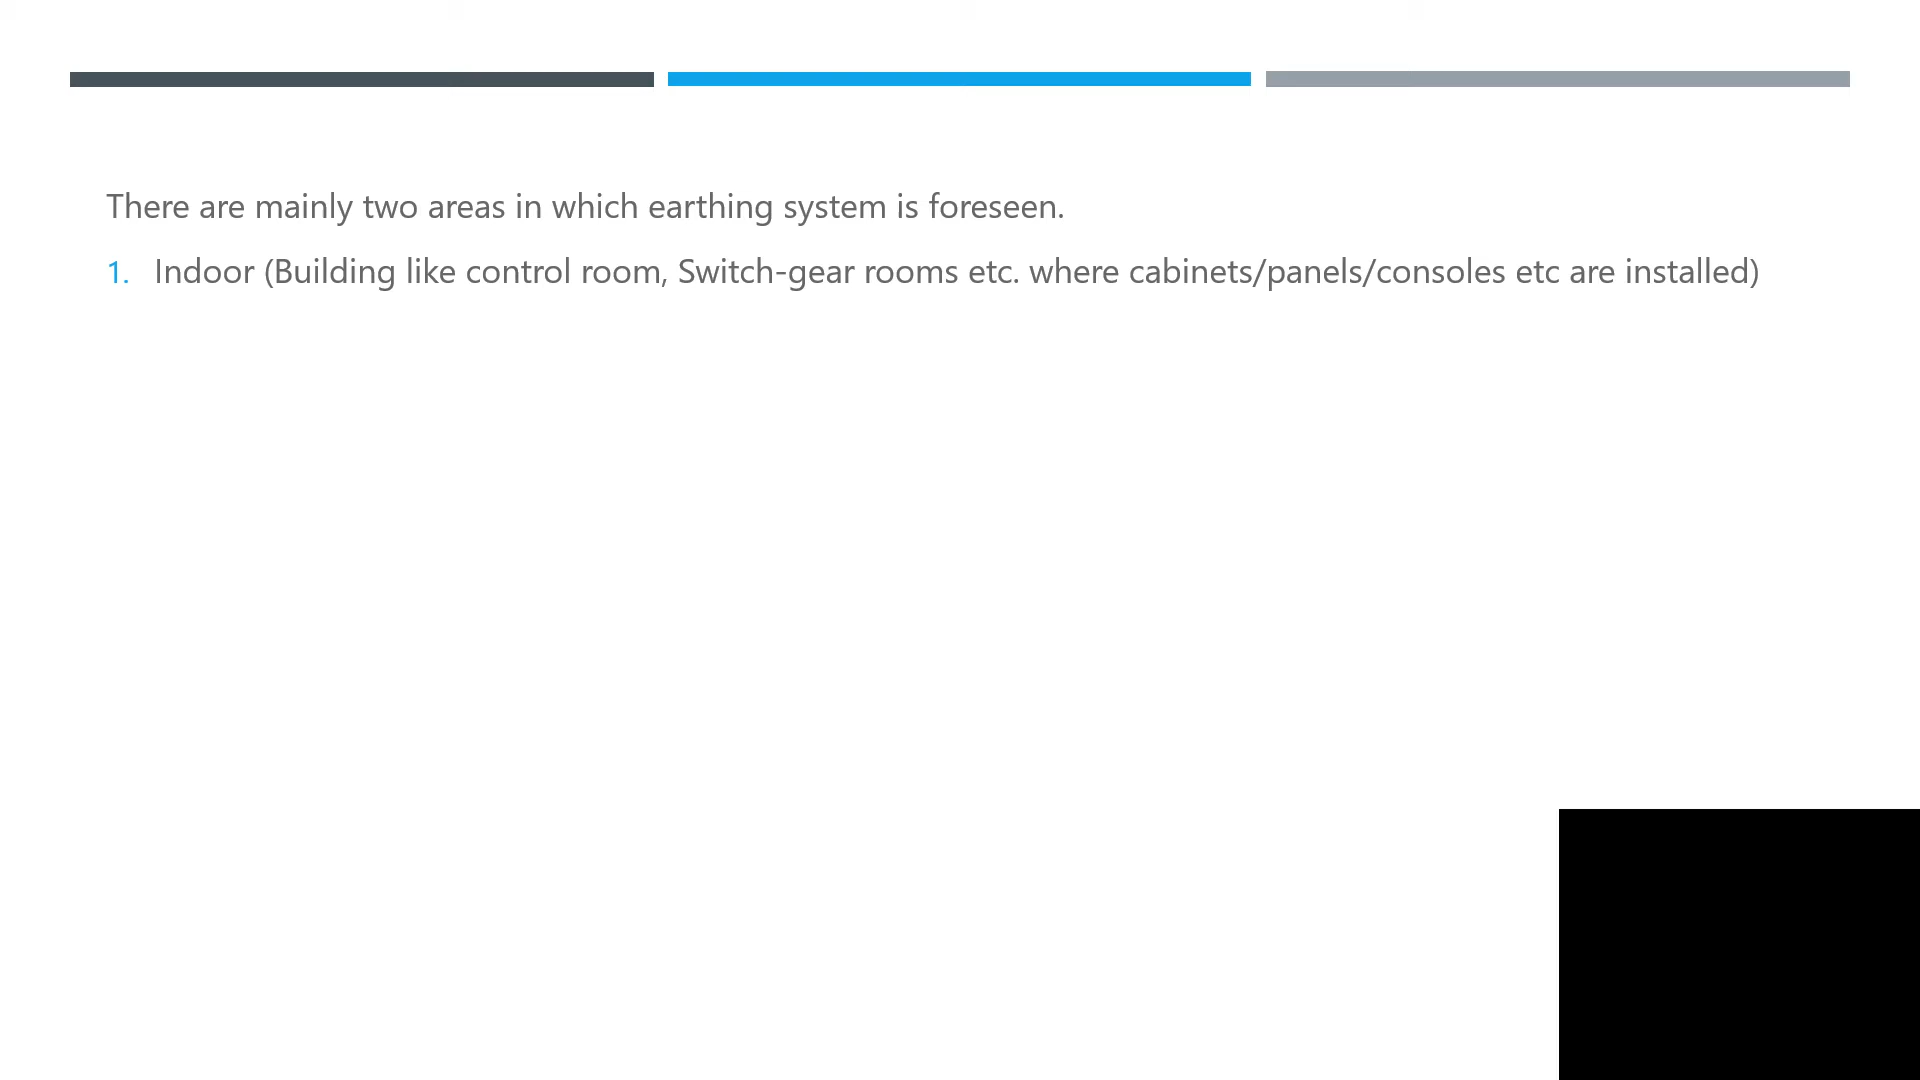 There are mainly two areas in which earthing system is foreseen.
1. Indoor (Building like control room, Switch-gear rooms etc. where cabinets/panels/consoles etc are installed)